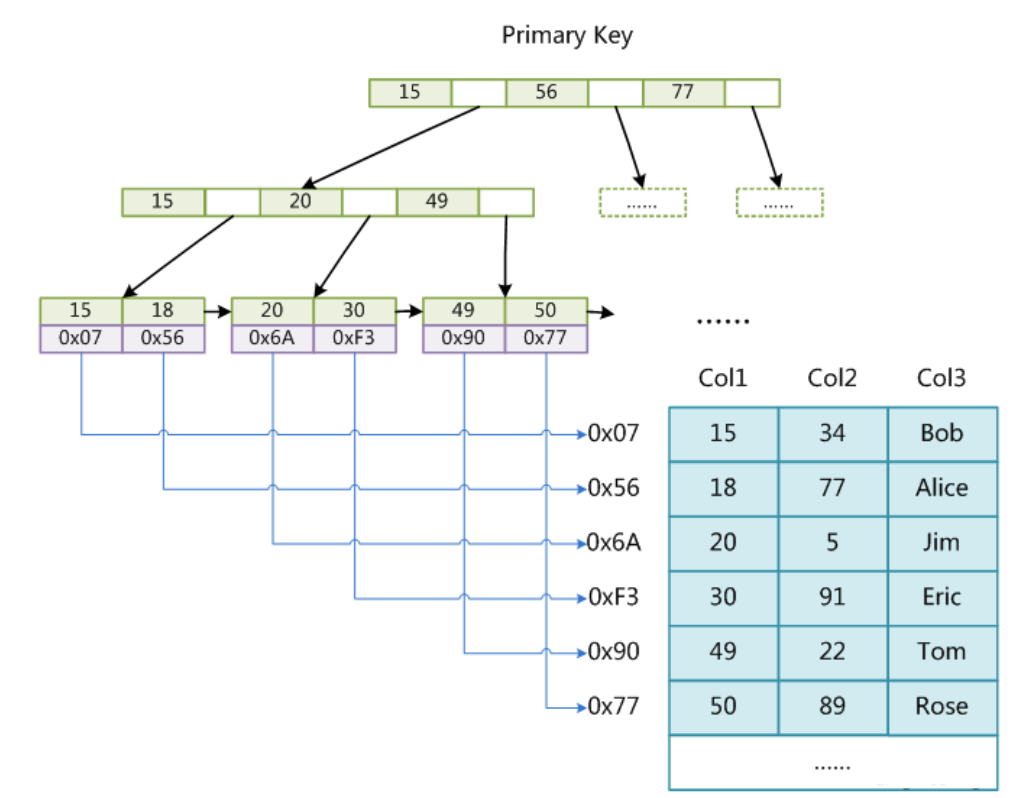 Primary Key
15 56 77
15 20 49 ...... ......
15 18 20 30 49 50
0x07 0x56 0x6A 0xF3 0x90 0x77
......
Col1 Col2 Col3
0x07 15 34 Bob
0x56 18 77 Alice
0x6A 20 5 Jim
0xF3 30 91 Eric
0x90 49 22 Tom
0x77 50 89 Rose
......